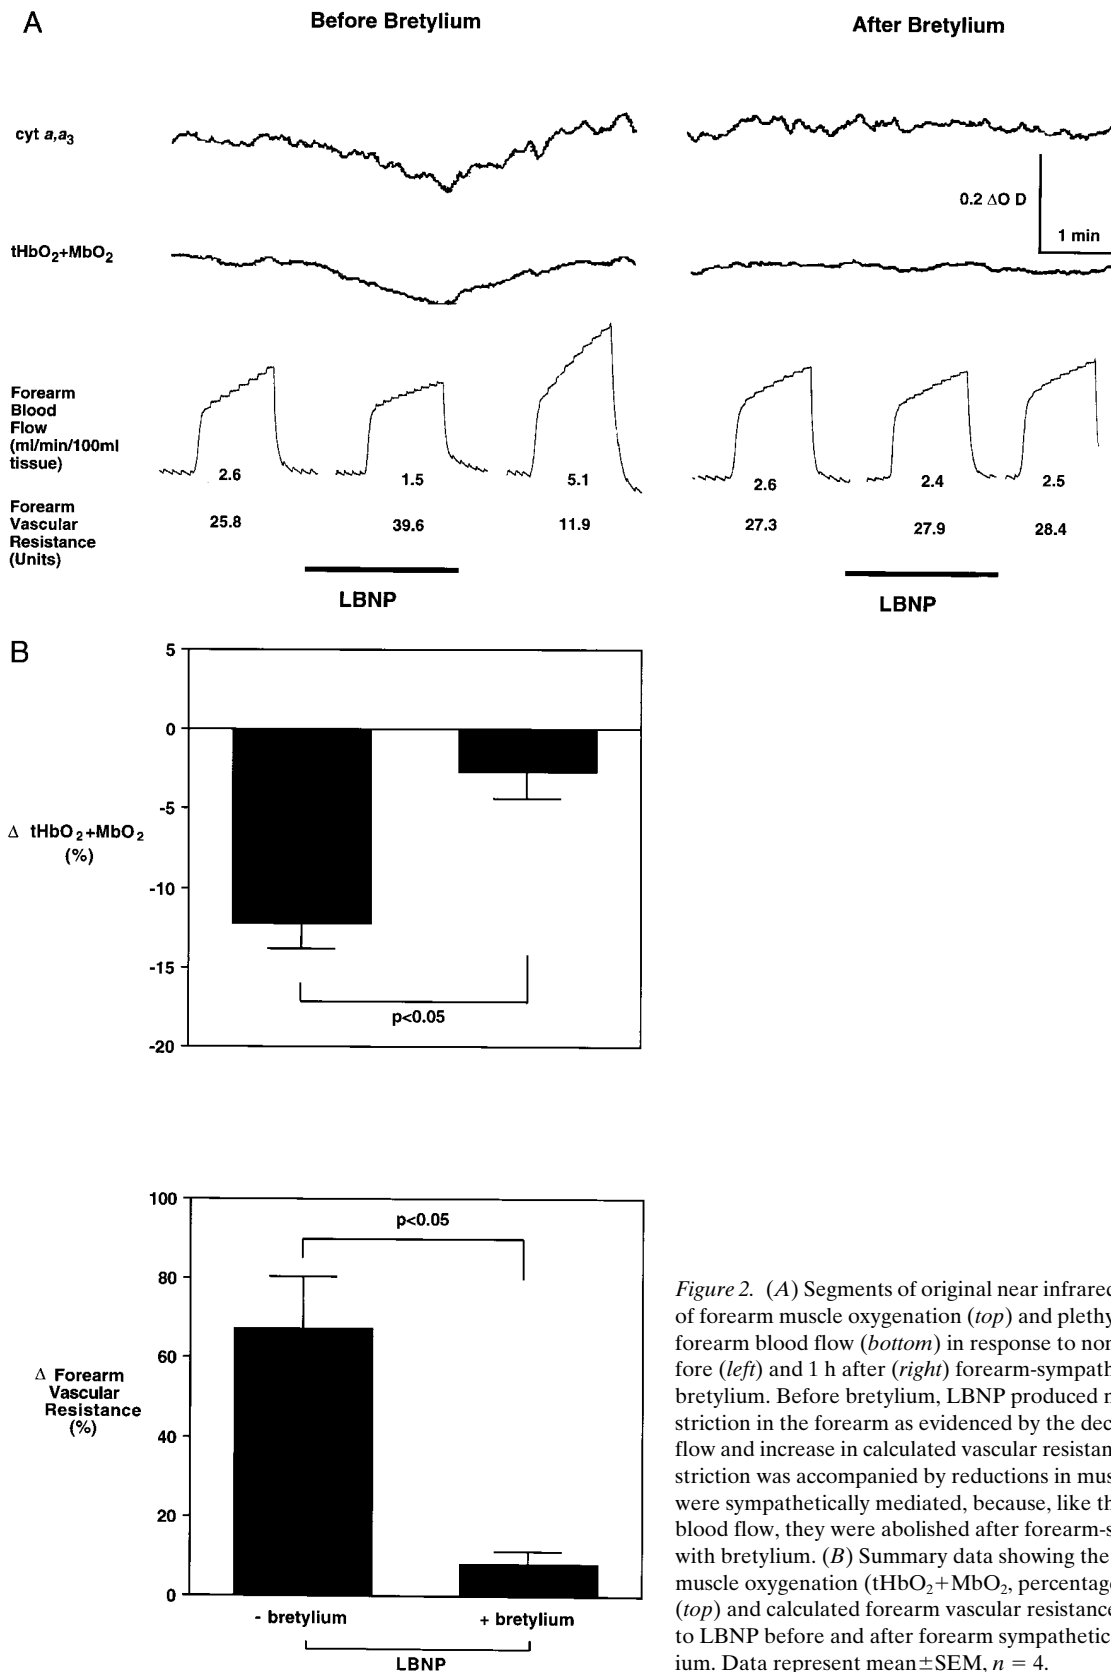 A
Before Bretylium
After Bretylium
cyt a,a3
0.2 ΔO D
1 min
tHbO2+MbO2
Forearm
Blood
Flow
(ml/min/100ml
tissue)
2.6
1.5
5.1
2.6
2.4
2.5
Forearm
Vascular
Resistance
(Units)
25.8
39.6
11.9
27.3
27.9
28.4
LBNP
LBNP
B
5
0
-5
-10
-15
-20
Δ tHbO2+MbO2
(%)
p<0.05
100
80
60
40
20
0
Δ Forearm
Vascular
Resistance
(%)
p<0.05
- bretylium
+ bretylium
LBNP
Figure 2. (A) Segments of original near infrared
of forearm muscle oxygenation (top) and plethy
forearm blood flow (bottom) in response to non
fore (left) and 1 h after (right) forearm-sympath
bretylium. Before bretylium, LBNP produced
striction in the forearm as evidenced by the dec
flow and increase in calculated vascular resistan
striction was accompanied by reductions in mus
were sympathetically mediated, because, like th
blood flow, they were abolished after forearm-s
with bretylium. (B) Summary data showing the
muscle oxygenation (tHbO2+MbO2, percentage
(top) and calculated forearm vascular resistance
to LBNP before and after forearm sympathetic
ium. Data represent mean±SEM, n = 4.